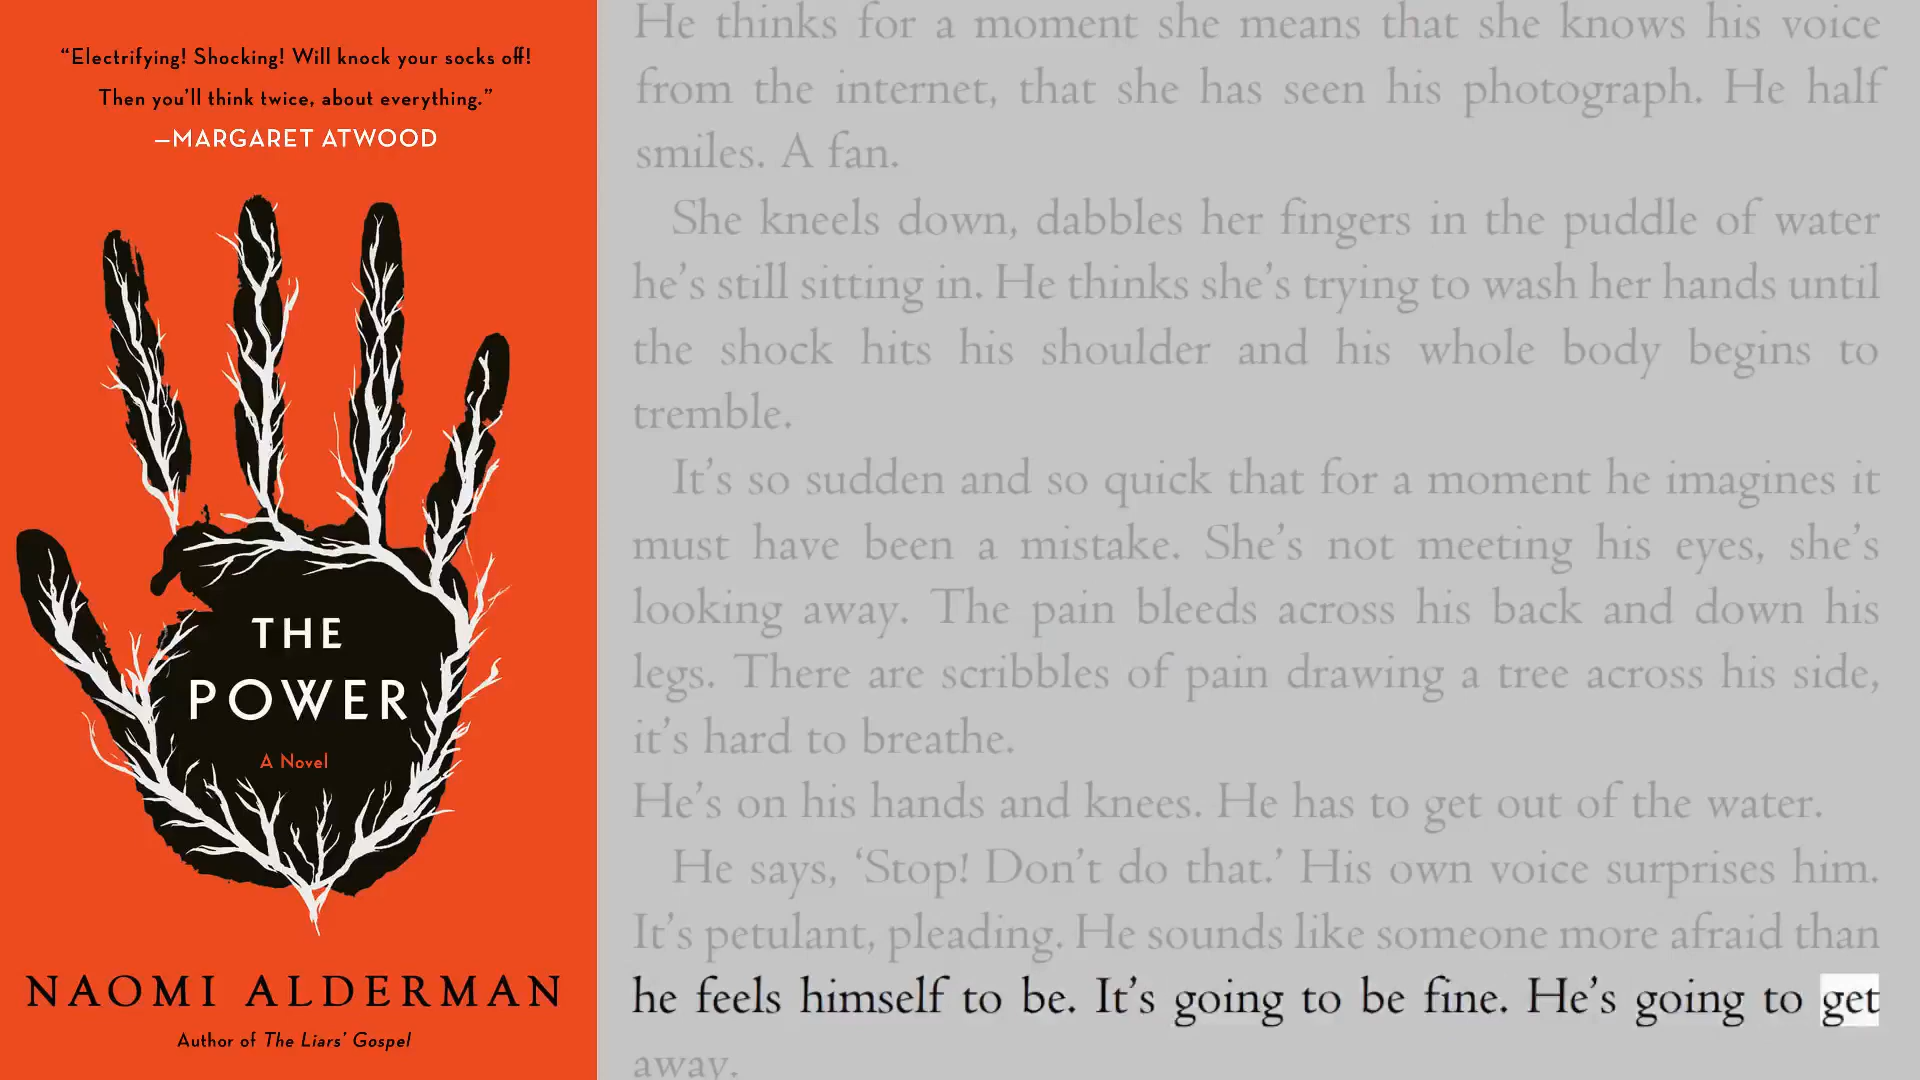 “Electrifying! Shocking! Will knock your socks off!
Then you’ll think twice, about everything.”
—MARGARET ATWOOD
THE
POWER
A Novel
NAOMI ALDERMAN
Author of The Liars’ Gospel
He thinks for a moment she means that she knows his voice
from the internet, that she has seen his photograph. He half
smiles. A fan.
She kneels down, dabbles her fingers in the puddle of water
he’s still sitting in. He thinks she’s trying to wash her hands until
the shock hits his shoulder and his whole body begins to
tremble.
It’s so sudden and so quick that for a moment he imagines it
must have been a mistake. She’s not meeting his eyes, she’s
looking away. The pain bleeds across his back and down his
legs. There are scribbles of pain drawing a tree across his side,
it’s hard to breathe.
He’s on his hands and knees. He has to get out of the water.
He says, ‘Stop! Don’t do that.’ His own voice surprises him.
It’s petulant, pleading. He sounds like someone more afraid than
he feels himself to be. It’s going to be fine. He’s going to get
away.